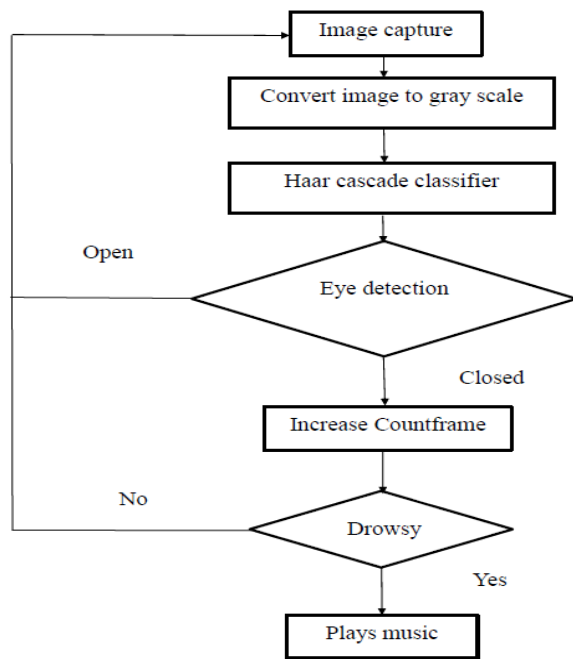 Image capture
Convert image to gray scale
Haar cascade classifier
Open
Eye detection
Closed
Increase Countframe
No
Drowsy
Yes
Plays music